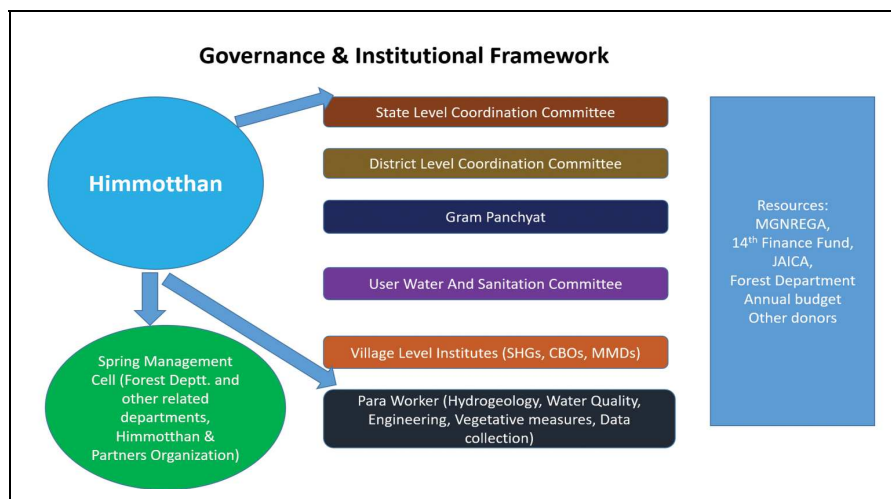 Governance & Institutional Framework
Himmotthan
State Level Coordination Committee
District Level Coordination Committee
Gram Panchyat
User Water And Sanitation Committee
Village Level Institutes (SHGs, CBOs, MMDs)
Para Worker (Hydrogeology, Water Quality,
Engineering, Vegetative measures, Data
collection)
Spring Management
Cell (Forest Deptt. and
other related
departments,
Himmotthan &
Partners Organization)
Resources:
MGNREGA,
14th Finance Fund,
JAICA,
Forest Department
Annual budget
Other donors